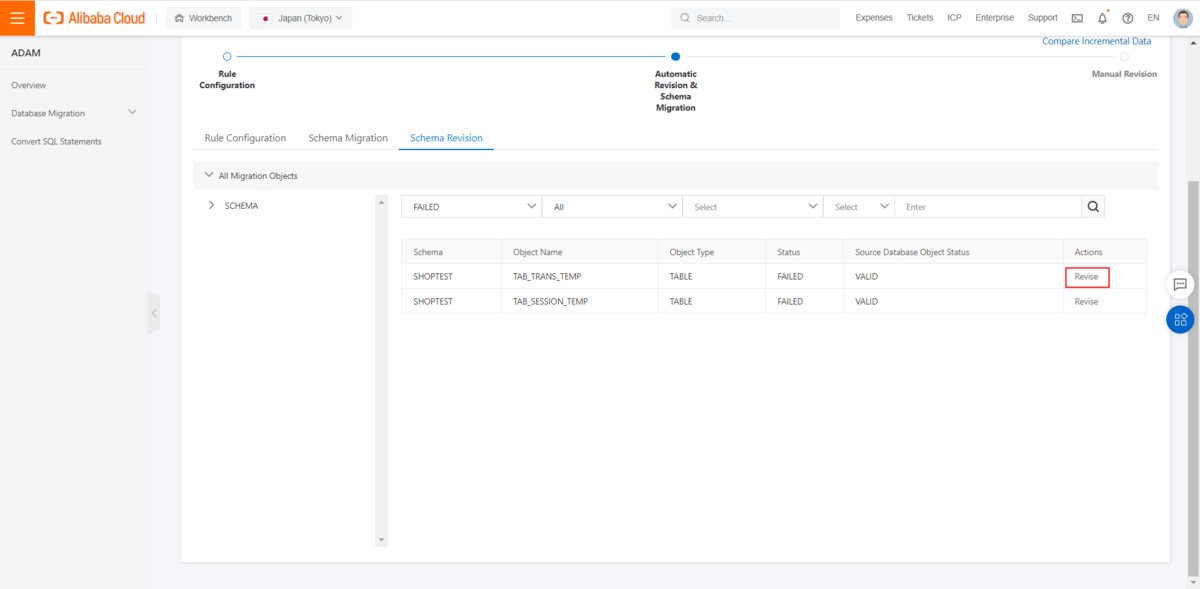 Alibaba Cloud
Workbench
Japan (Tokyo)
Search...
Expenses
Tickets
ICP
Enterprise
Support
EN
ADAM
Overview
Database Migration
Convert SQL Statements
Compare Incremental Data
Rule
Configuration
Automatic
Revision &
Schema
Migration
Manual Revision
Rule Configuration
Schema Migration
Schema Revision
All Migration Objects
SCHEMA
FAILED
All
Select
Select
Enter
Schema Object Name Object Type Status Source Database Object Status Actions
SHOPTEST TAB_TRANS_TEMP TABLE FAILED VALID Revise
SHOPTEST TAB_SESSION_TEMP TABLE FAILED VALID Revise